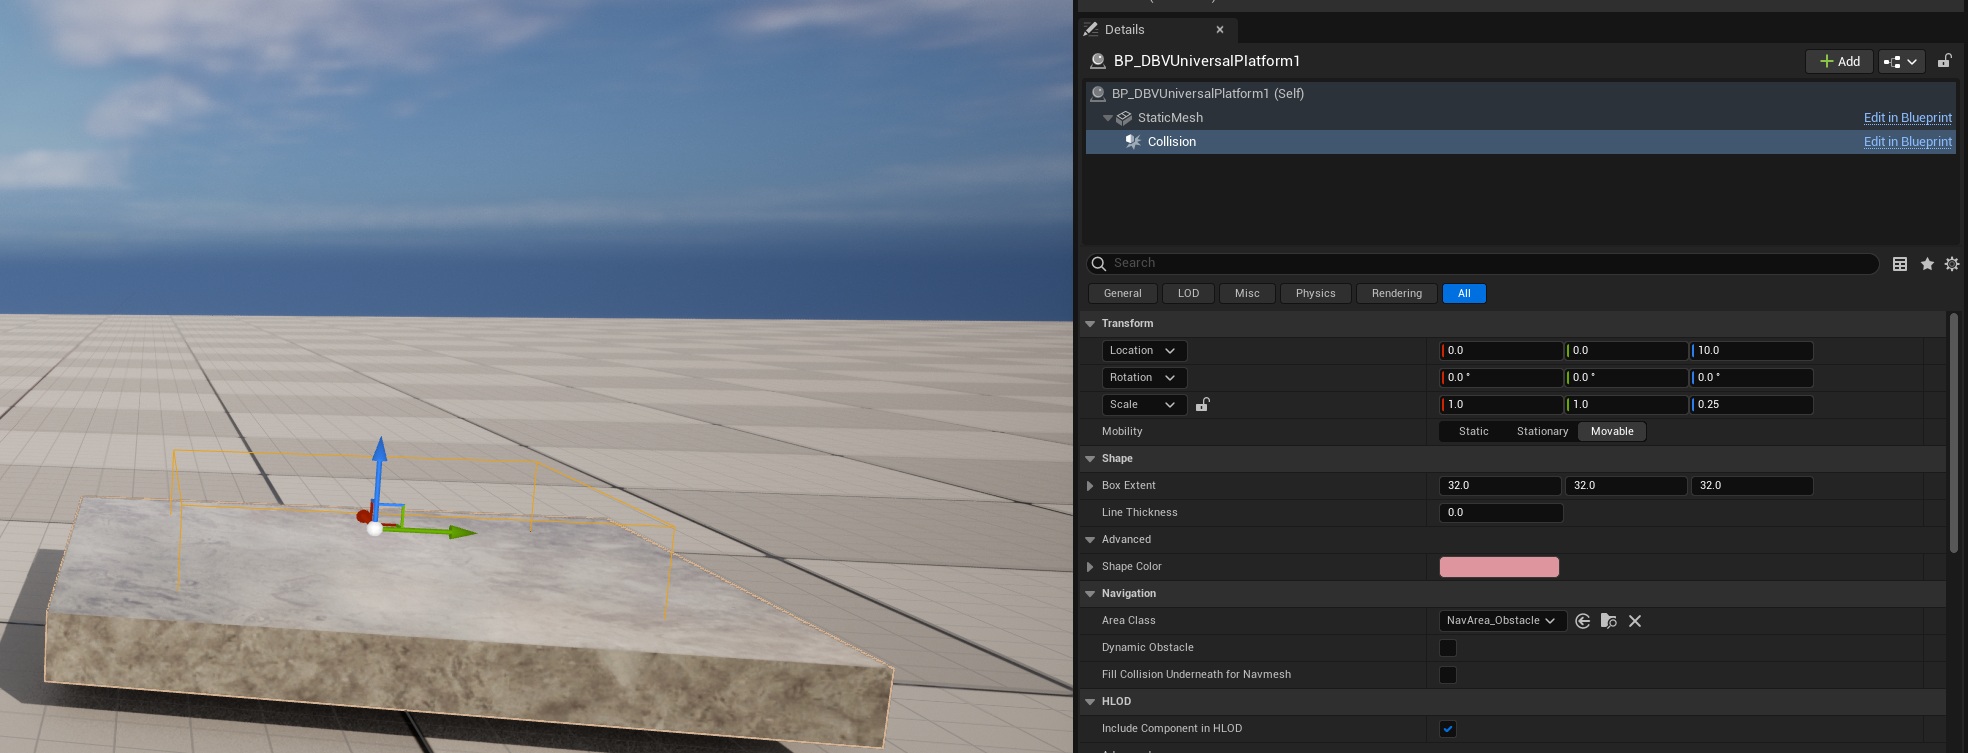 Details
BP_DBVUniversalPlatform1
Add
BP_DBVUniversalPlatform1 (Self)
StaticMesh Edit in Blueprint
Collision Edit in Blueprint
Search
General LOD Misc Physics Rendering All
Transform
Location 0.0 0.0 10.0
Rotation 0.0 ° 0.0 ° 0.0 °
Scale 1.0 1.0 0.25
Mobility Static Stationary Movable
Shape
Box Extent 32.0 32.0 32.0
Line Thickness 0.0
Advanced
Shape Color
Navigation
Area Class NavArea_Obstacle
Dynamic Obstacle
Fill Collision Underneath for Navmesh
HLOD
Include Component in HLOD